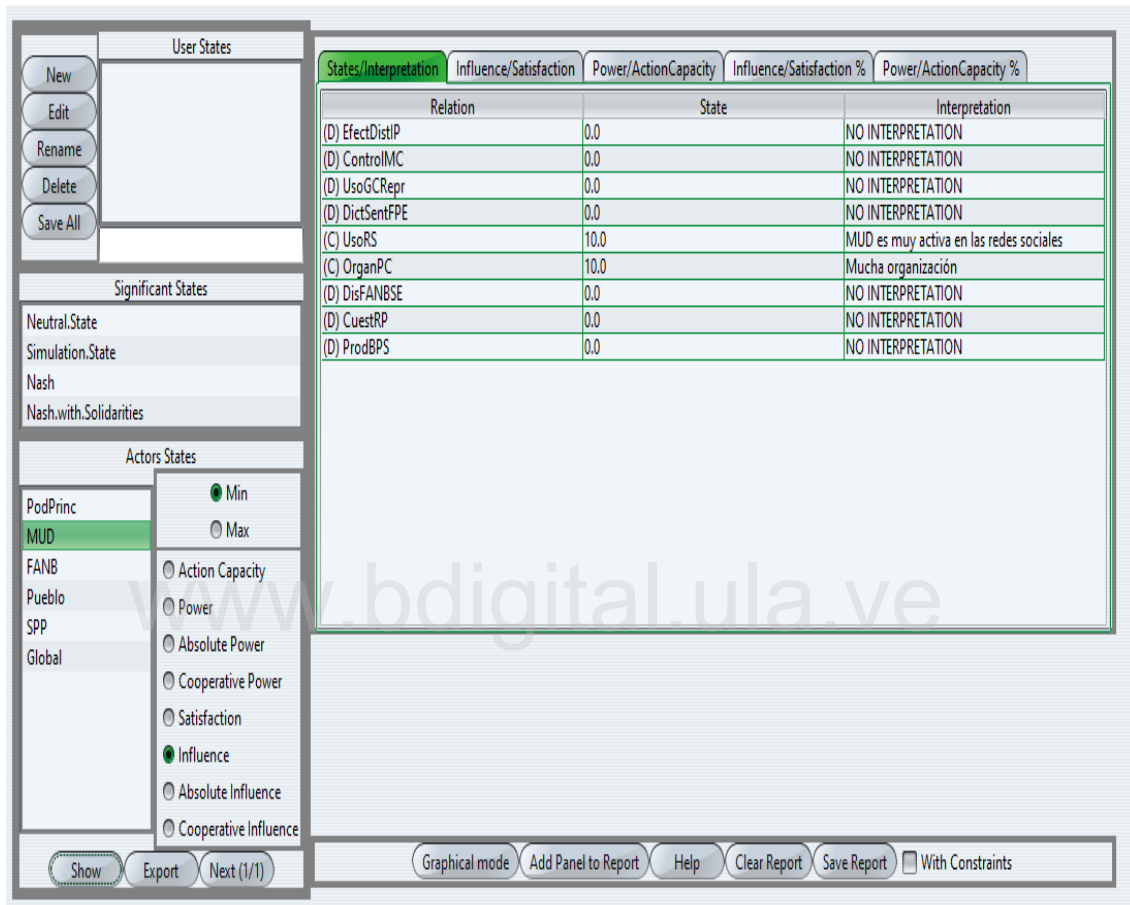 User States
New
Edit
Rename
Delete
Save All
Significant States
Neutral.State
Simulation.State
Nash
Nash.with.Solidarities
Actors States
PodPrinc
MUD
FANB
Pueblo
SPP
Global
Min
Max
Action Capacity
Power
Absolute Power
Cooperative Power
Satisfaction
Influence
Absolute Influence
Cooperative Influence
Show Export Next (1/1)
States/Interpretation Influence/Satisfaction Power/ActionCapacity Influence/Satisfaction % Power/ActionCapacity %
Relation State Interpretation
(D) EfectDistIP 0.0 NO INTERPRETATION
(D) ControlMC 0.0 NO INTERPRETATION
(D) UsoGCRepr 0.0 NO INTERPRETATION
(D) DictSentFPE 0.0 NO INTERPRETATION
(C) UsoRS 10.0 MUD es muy activa en las redes sociales
(C) OrganPC 10.0 Mucha organización
(D) DisFANBSE 0.0 NO INTERPRETATION
(D) CuestRP 0.0 NO INTERPRETATION
(D) ProdBPS 0.0 NO INTERPRETATION
www.bdigital.ula.ve
Graphical mode Add Panel to Report Help Clear Report Save Report With Constraints